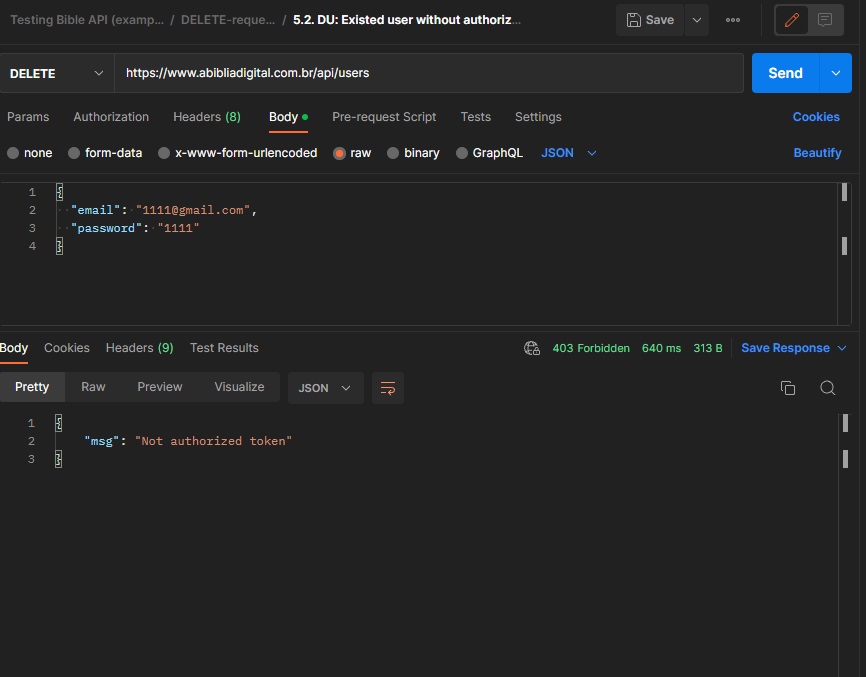 Testing Bible API (examp... / DELETE-reque... / 5.2. DU: Existed user without authoriz... Save
DELETE https://www.abibliadigital.com.br/api/users Send
Params Authorization Headers (8) Body Pre-request Script Tests Settings Cookies
none form-data x-www-form-urlencoded raw binary GraphQL JSON Beautify
1 {
2 "email": "1111@gmail.com",
3 "password": "1111"
4 }
Body Cookies Headers (9) Test Results 403 Forbidden 640 ms 313 B Save Response
Pretty Raw Preview Visualize JSON
1 {
2 "msg": "Not authorized token"
3 }